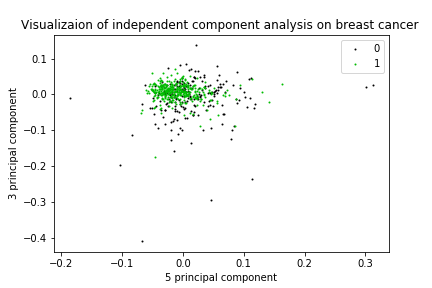 Visualizaion of independent component analysis on breast cancer
0
1
0.1
0.0
−0.1
−0.2
−0.3
−0.4
3 principal component
−0.2 −0.1 0.0 0.1 0.2 0.3
5 principal component